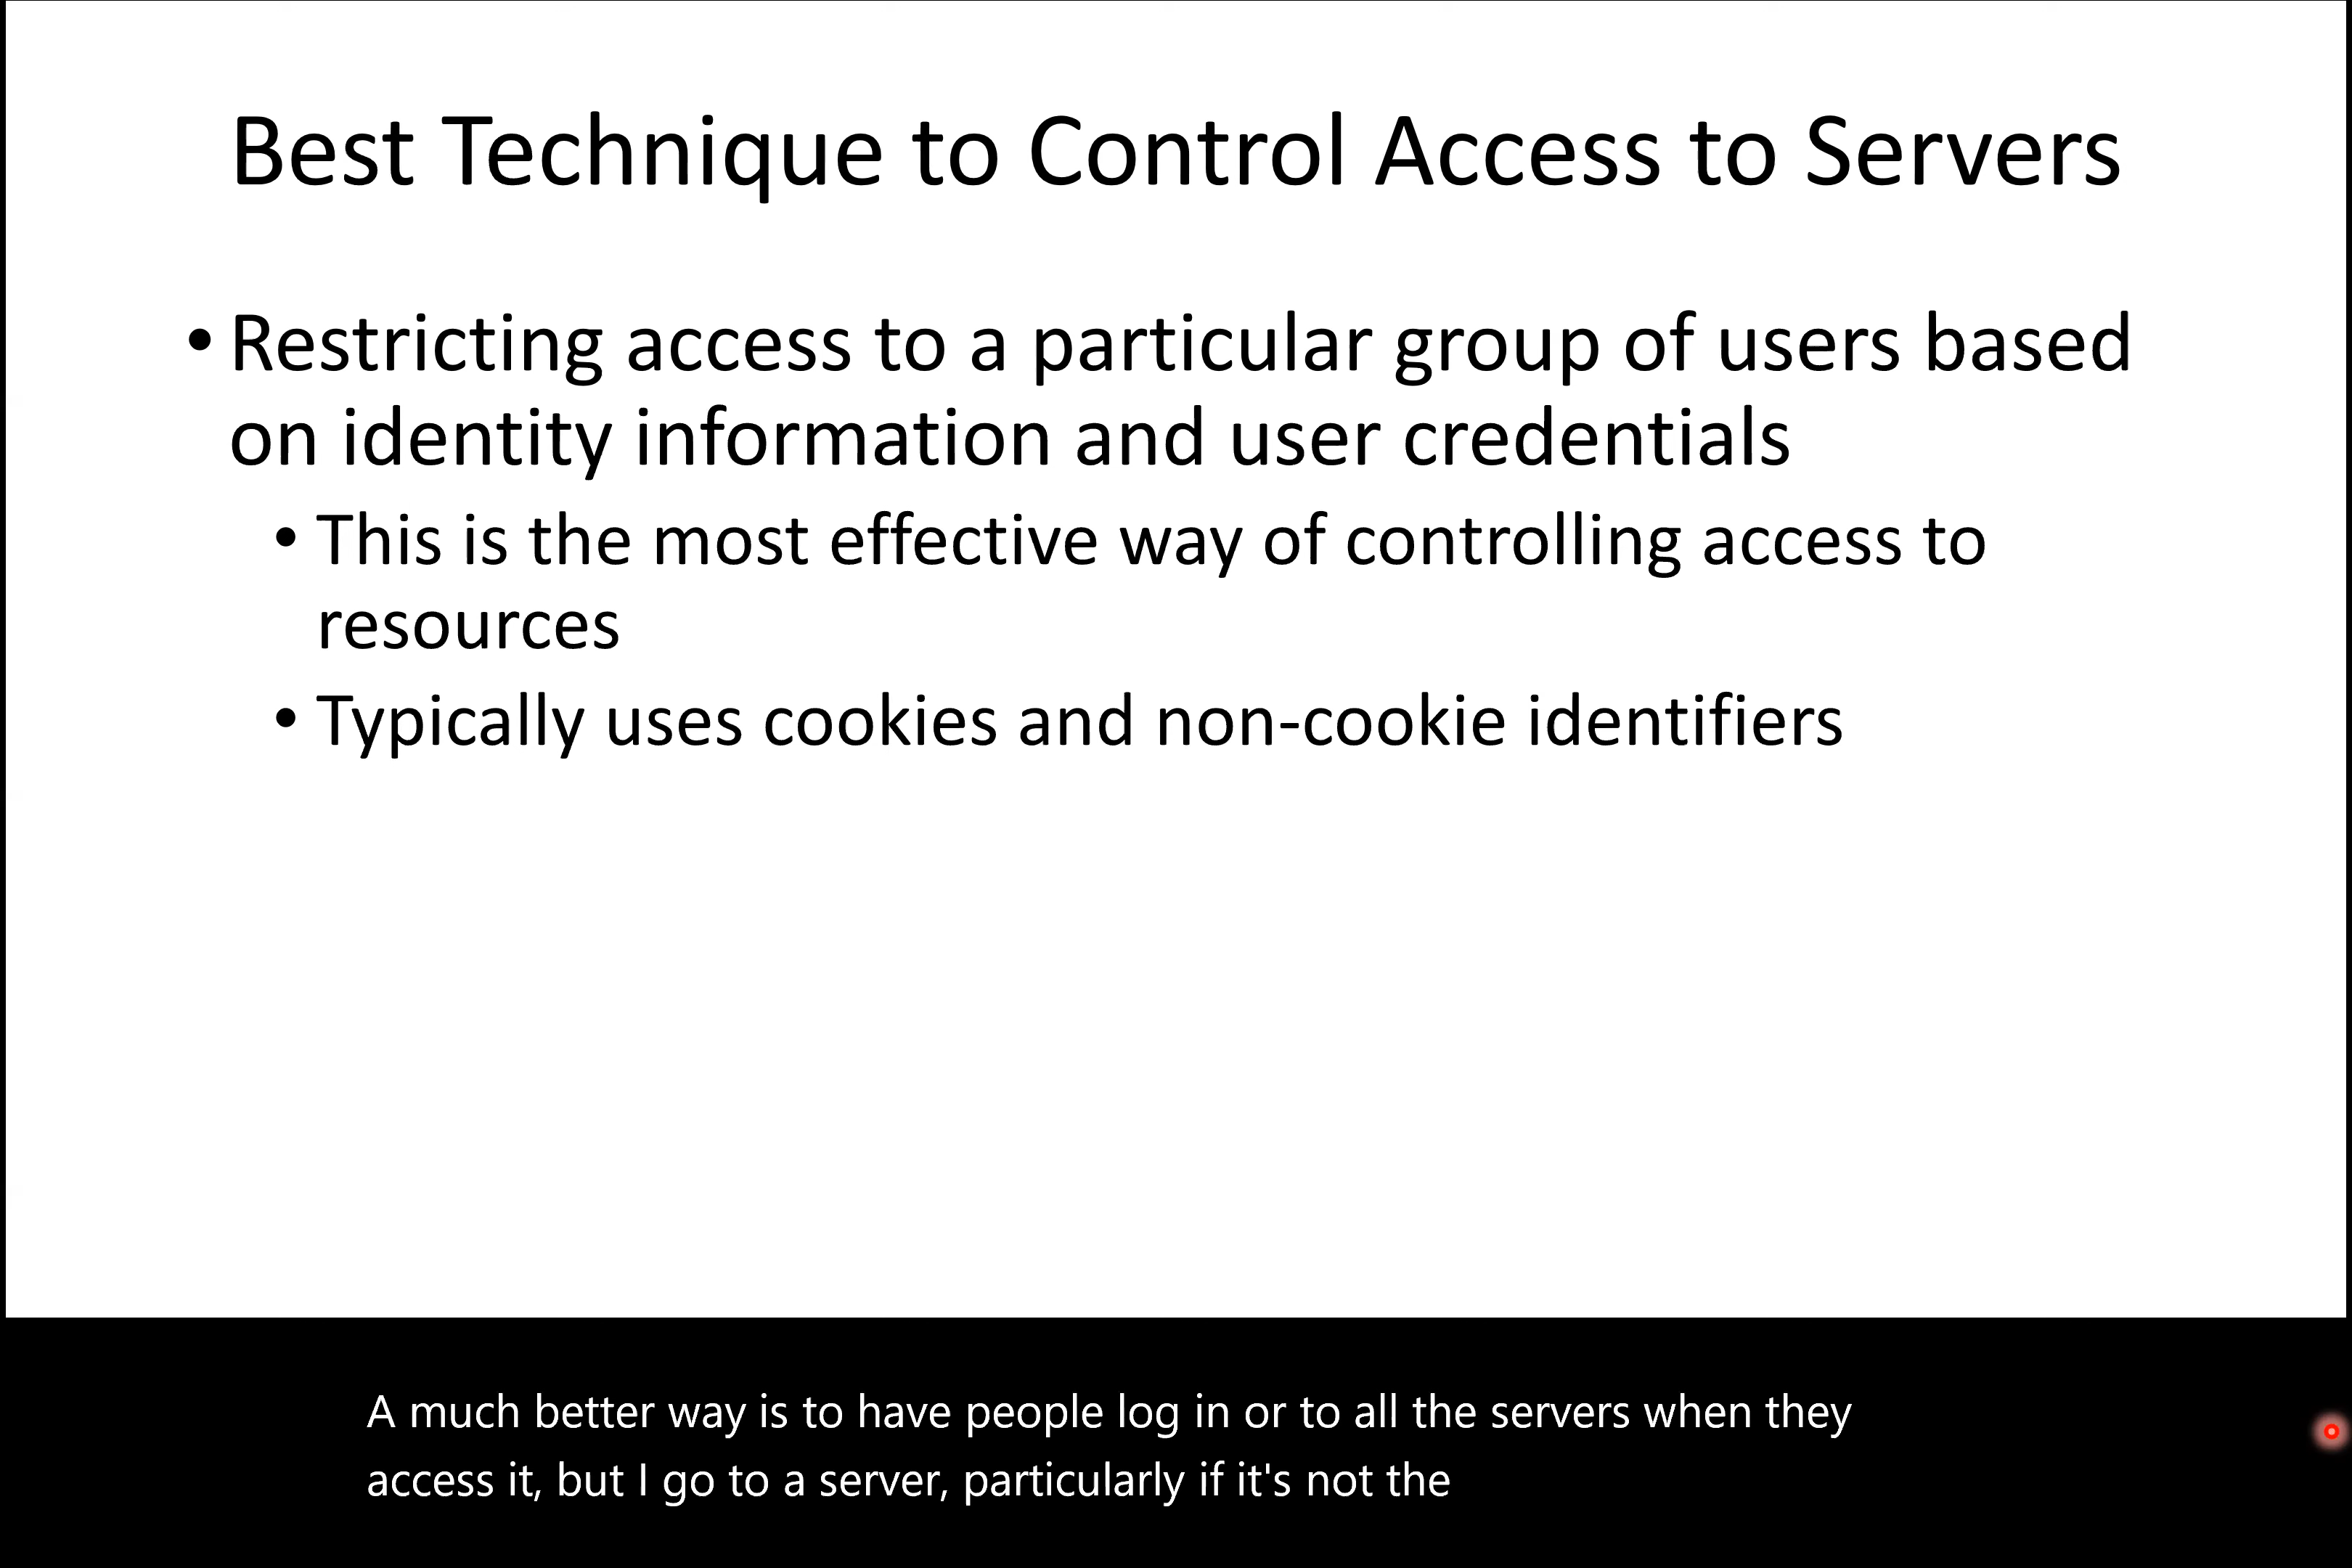 Best Technique to Control Access to Servers
• Restricting access to a particular group of users based
on identity information and user credentials
• This is the most effective way of controlling access to
resources
• Typically uses cookies and non-cookie identifiers
A much better way is to have people log in or to all the servers when they
access it, but I go to a server, particularly if it's not the